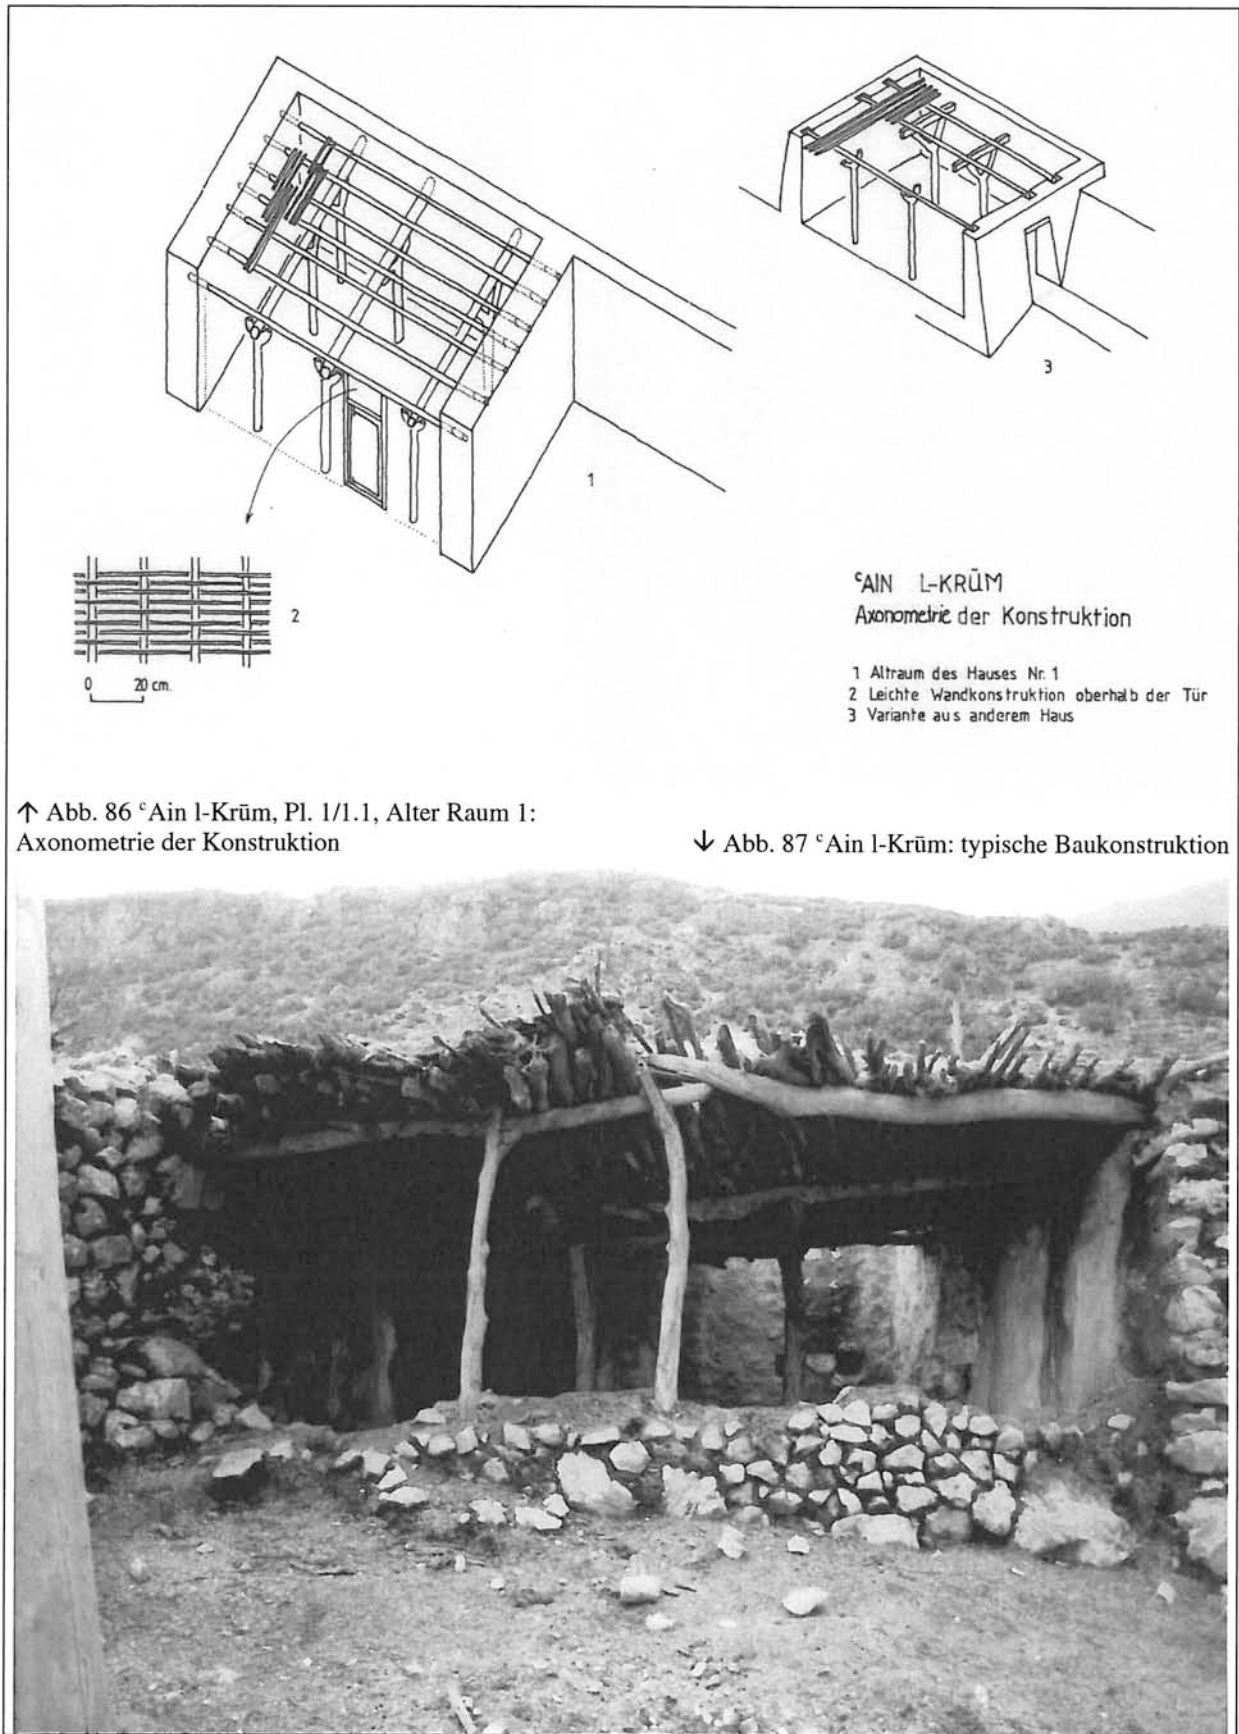 1
3
2
0 20 cm.
ᶜAIN L-KRŪM
Axonometrie der Konstruktion
1 Altraum des Hauses Nr. 1
2 Leichte Wandkonstruktion oberhalb der Tür
3 Variante aus anderem Haus
↑ Abb. 86 ᶜAin l-Krūm, Pl. 1/1.1, Alter Raum 1:
Axonometrie der Konstruktion
↓ Abb. 87 ᶜAin l-Krūm: typische Baukonstruktion